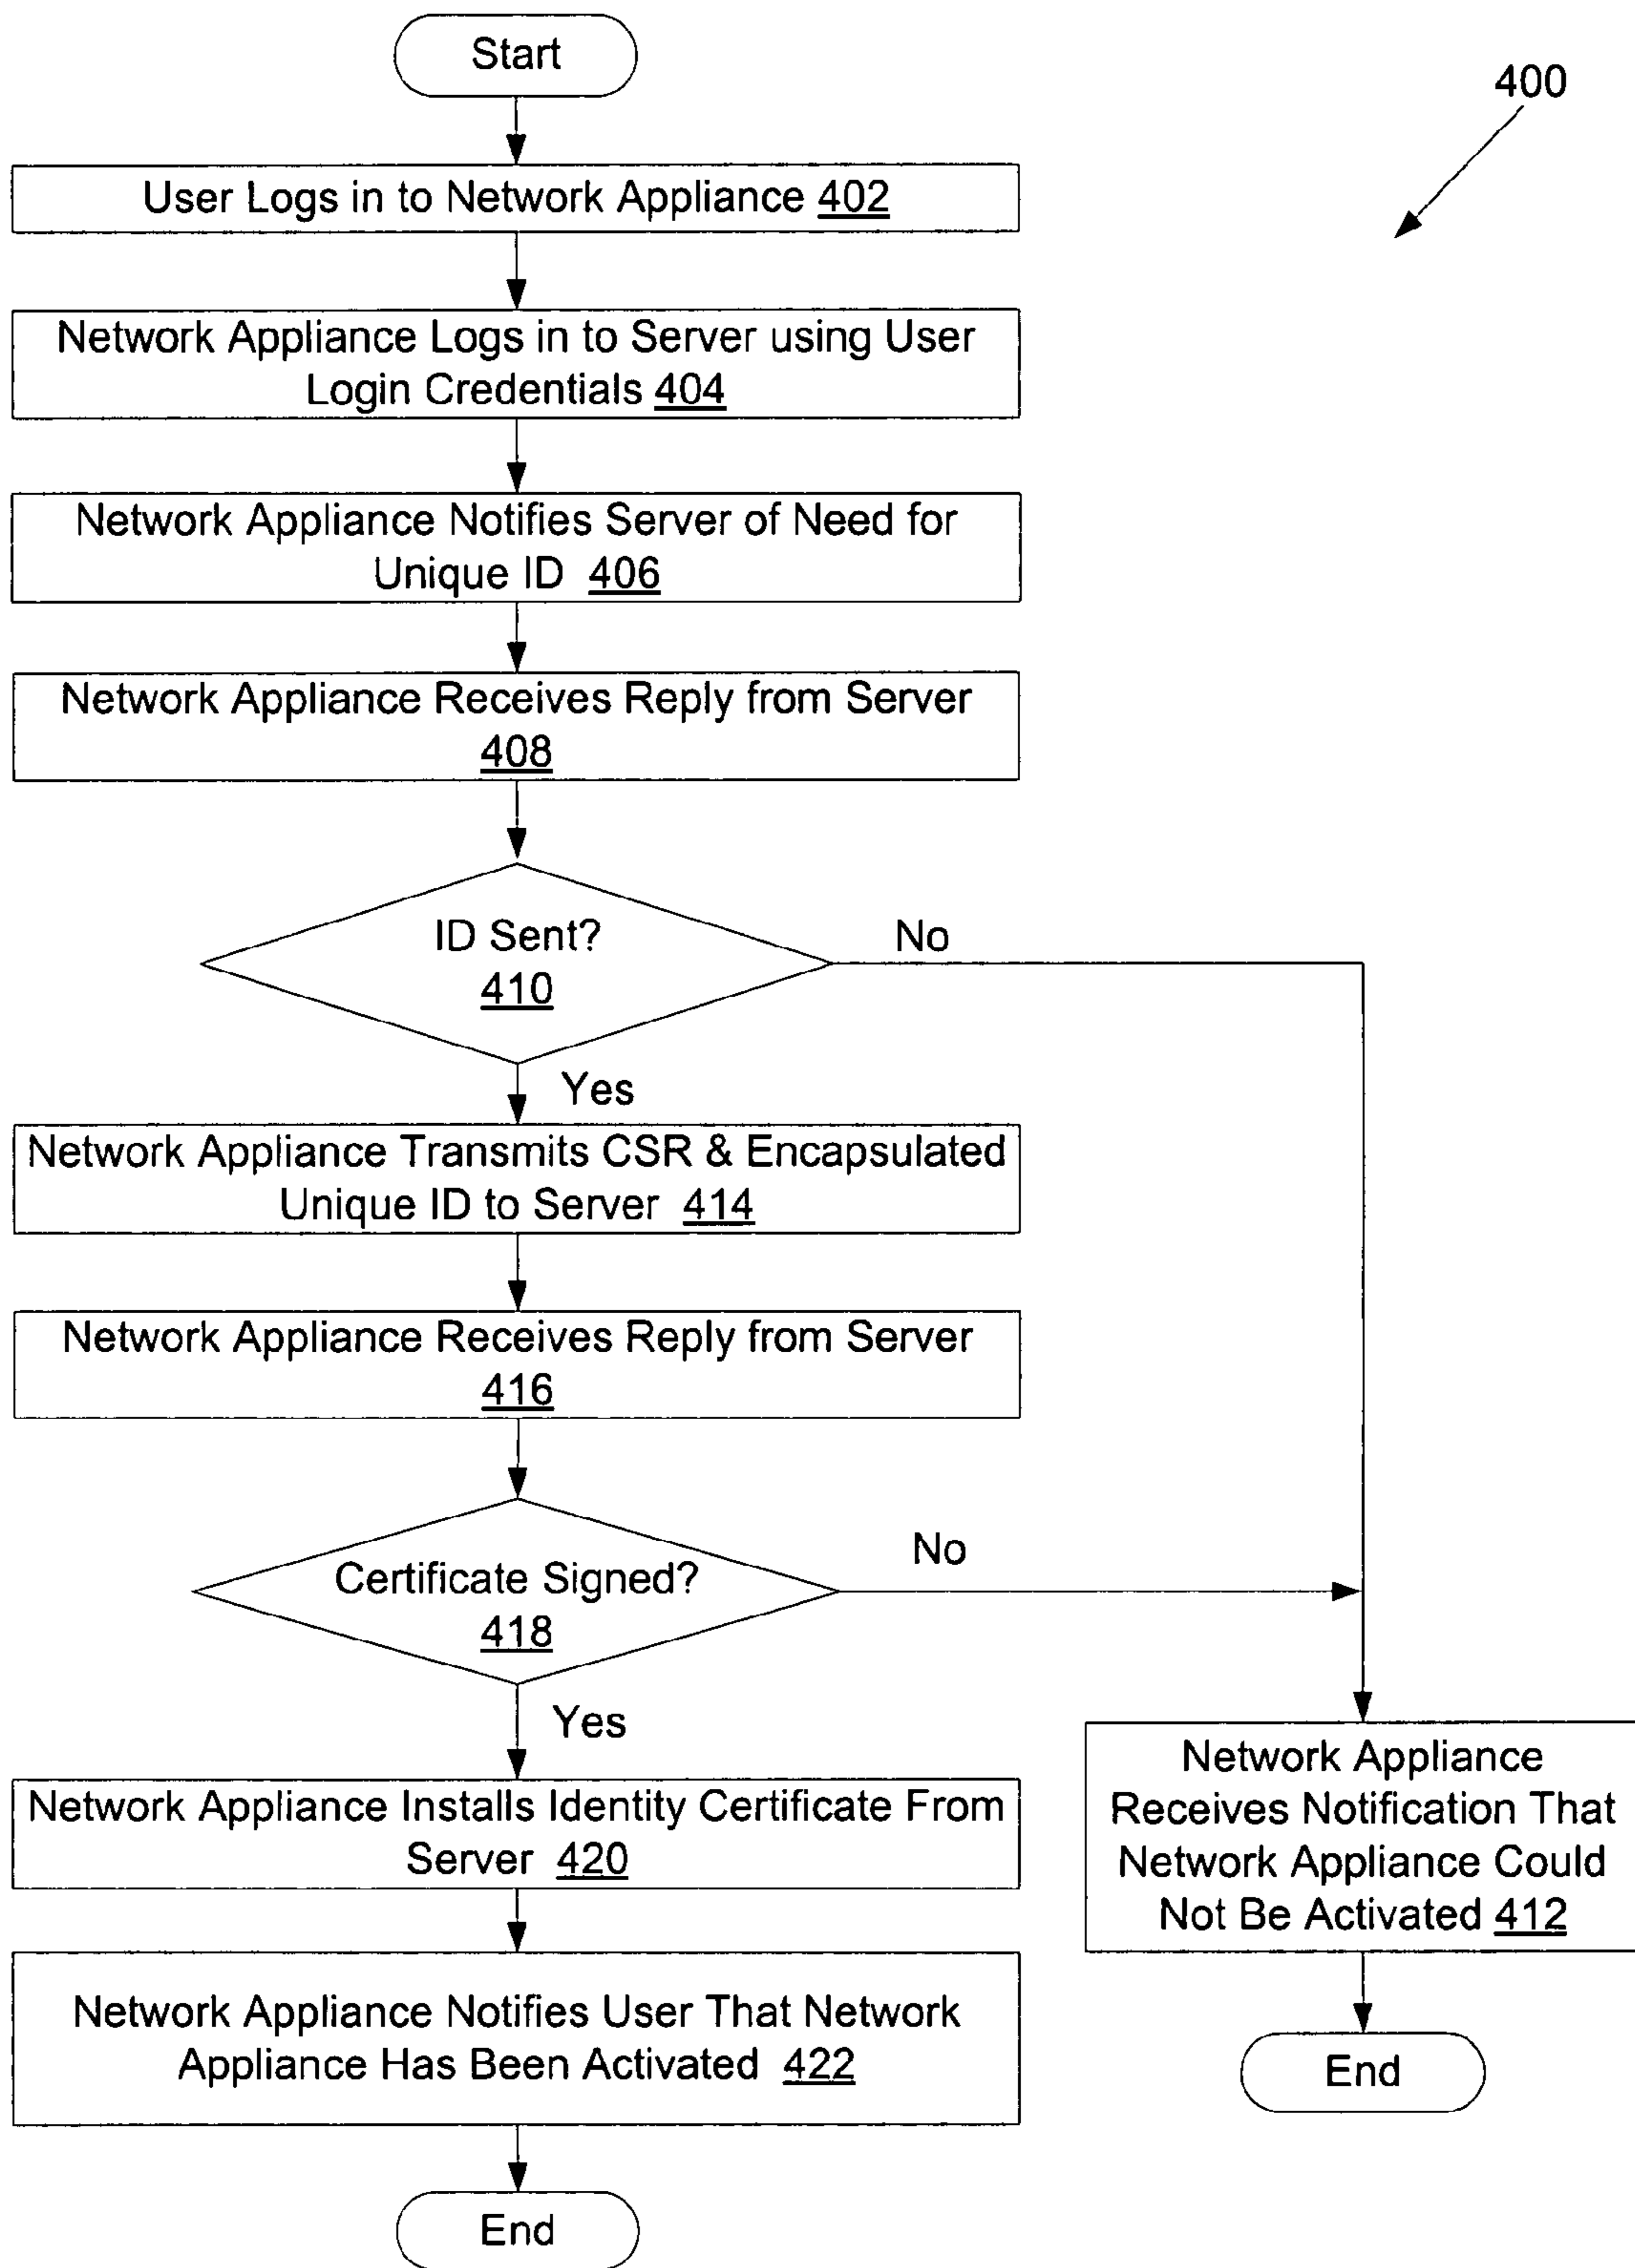 Start
400
User Logs in to Network Appliance 402
Network Appliance Logs in to Server using User
Login Credentials 404
Network Appliance Notifies Server of Need for
Unique ID 406
Network Appliance Receives Reply from Server
408
ID Sent?
410
No
Yes
Network Appliance Transmits CSR & Encapsulated
Unique ID to Server 414
Network Appliance Receives Reply from Server
416
Certificate Signed?
418
No
Yes
Network Appliance Installs Identity Certificate From
Server 420
Network Appliance Notifies User That Network
Appliance Has Been Activated 422
End
Network Appliance
Receives Notification That
Network Appliance Could
Not Be Activated 412
End